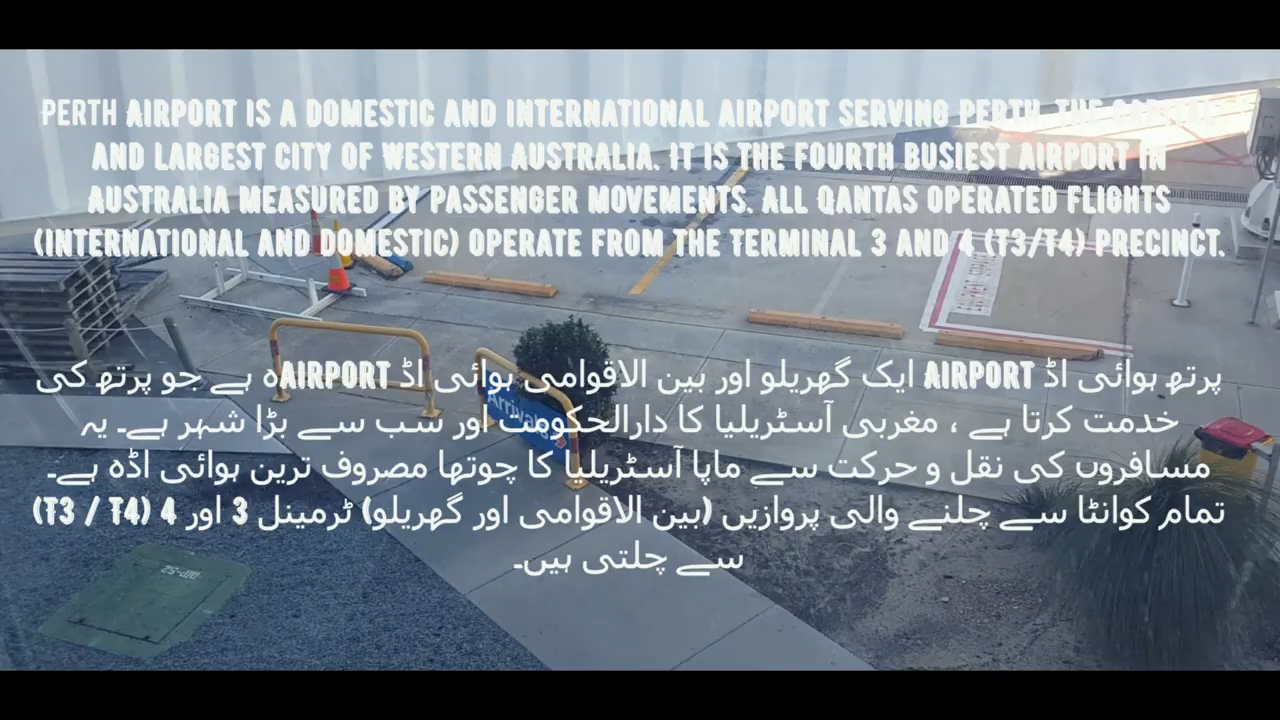 PERTH AIRPORT IS A DOMESTIC AND INTERNATIONAL AIRPORT SERVING PERTH, THE CAPITAL
AND LARGEST CITY OF WESTERN AUSTRALIA. IT IS THE FOURTH BUSIEST AIRPORT IN
AUSTRALIA MEASURED BY PASSENGER MOVEMENTS. ALL QANTAS OPERATED FLIGHTS
(INTERNATIONAL AND DOMESTIC) OPERATE FROM THE TERMINAL 3 AND 4 (T3/T4) PRECINCT.
پرتھ ہوائی اڈ AIRPORT ایک گھریلو اور بین الاقوامی ہوائی اڈ AIRPORTہ ہے جو پرتھ کی
خدمت کرتا ہے ، مغربی آسٹریلیا کا دارالحکومت اور سب سے بڑا شہر ہے۔ یہ
مسافروں کی نقل و حرکت سے ماپا آسٹریلیا کا چوتھا مصروف ترین ہوائی اڈہ ہے۔
تمام کوانٹا سے چلنے والی پروازیں (بین الاقوامی اور گھریلو) ٹرمینل 3 اور 4 (T3 / T4)
سے چلتی ہیں۔
Arrivals